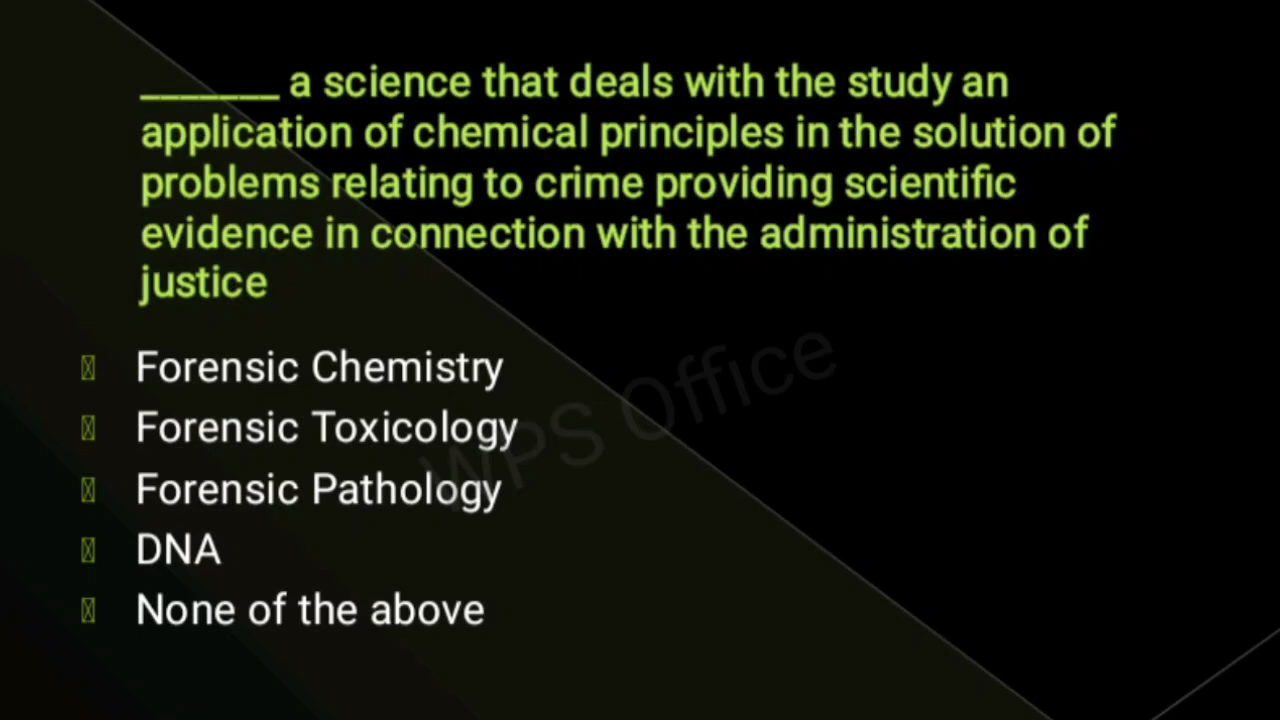 _______ a science that deals with the study an
application of chemical principles in the solution of
problems relating to crime providing scientific
evidence in connection with the administration of
justice
Forensic Chemistry
Forensic Toxicology
Forensic Pathology
DNA
None of the above
WPS Office